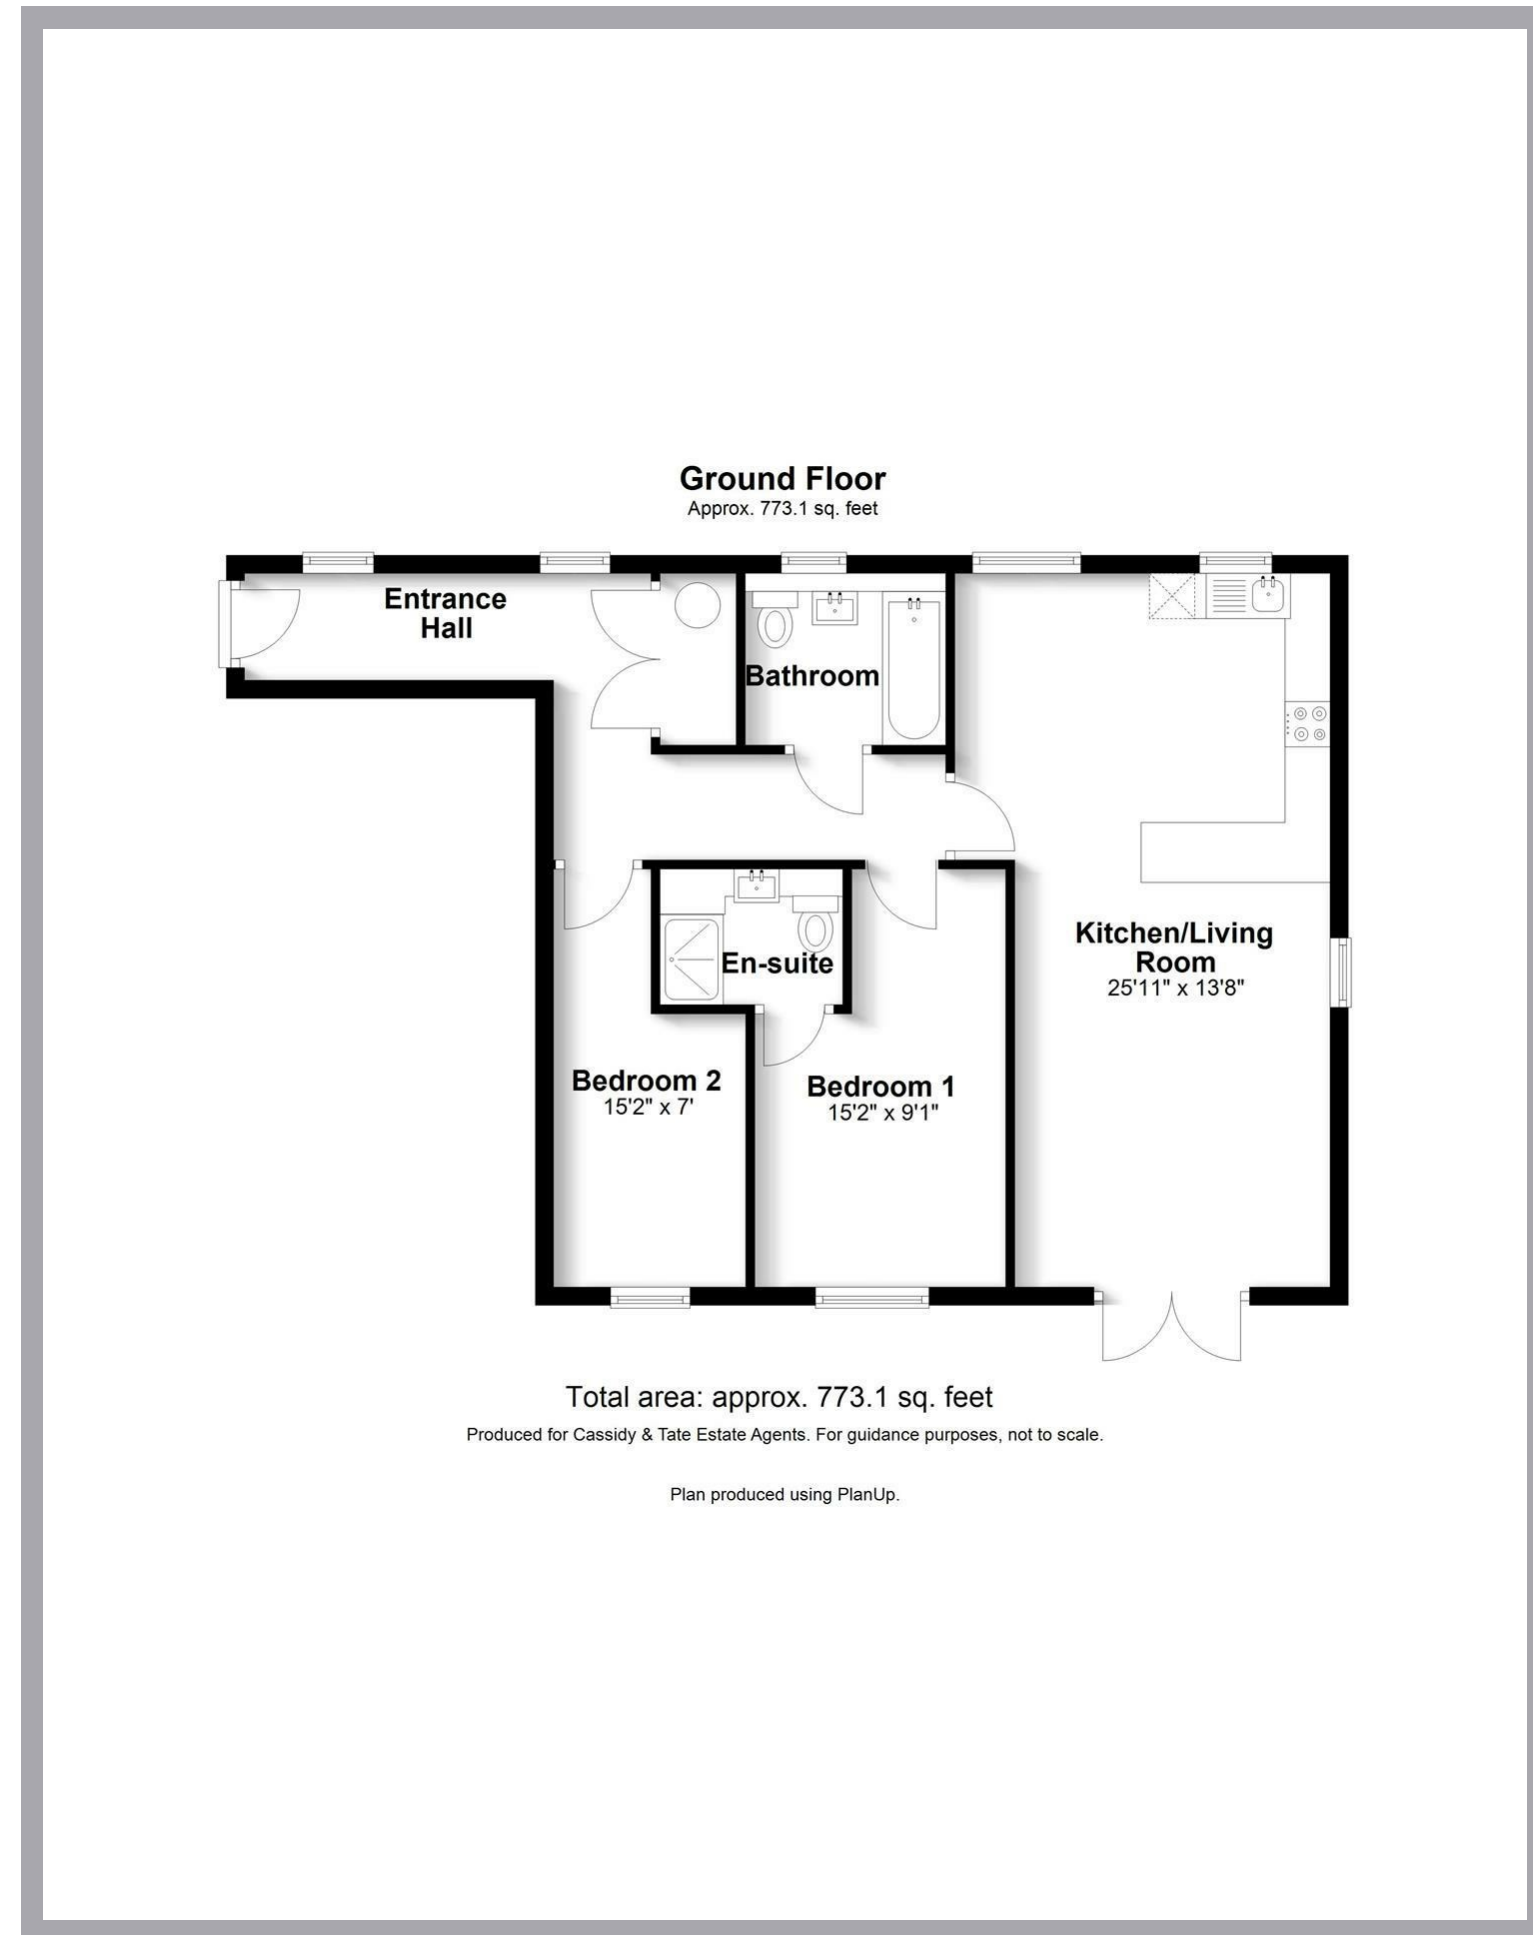 Ground Floor
Approx. 773.1 sq. feet
Entrance
Hall
Bathroom
Kitchen/Living
Room
25'11" x 13'8"
En-suite
Bedroom 2
15'2" x 7'
Bedroom 1
15'2" x 9'1"
Total area: approx. 773.1 sq. feet
Produced for Cassidy & Tate Estate Agents. For guidance purposes, not to scale.
Plan produced using PlanUp.